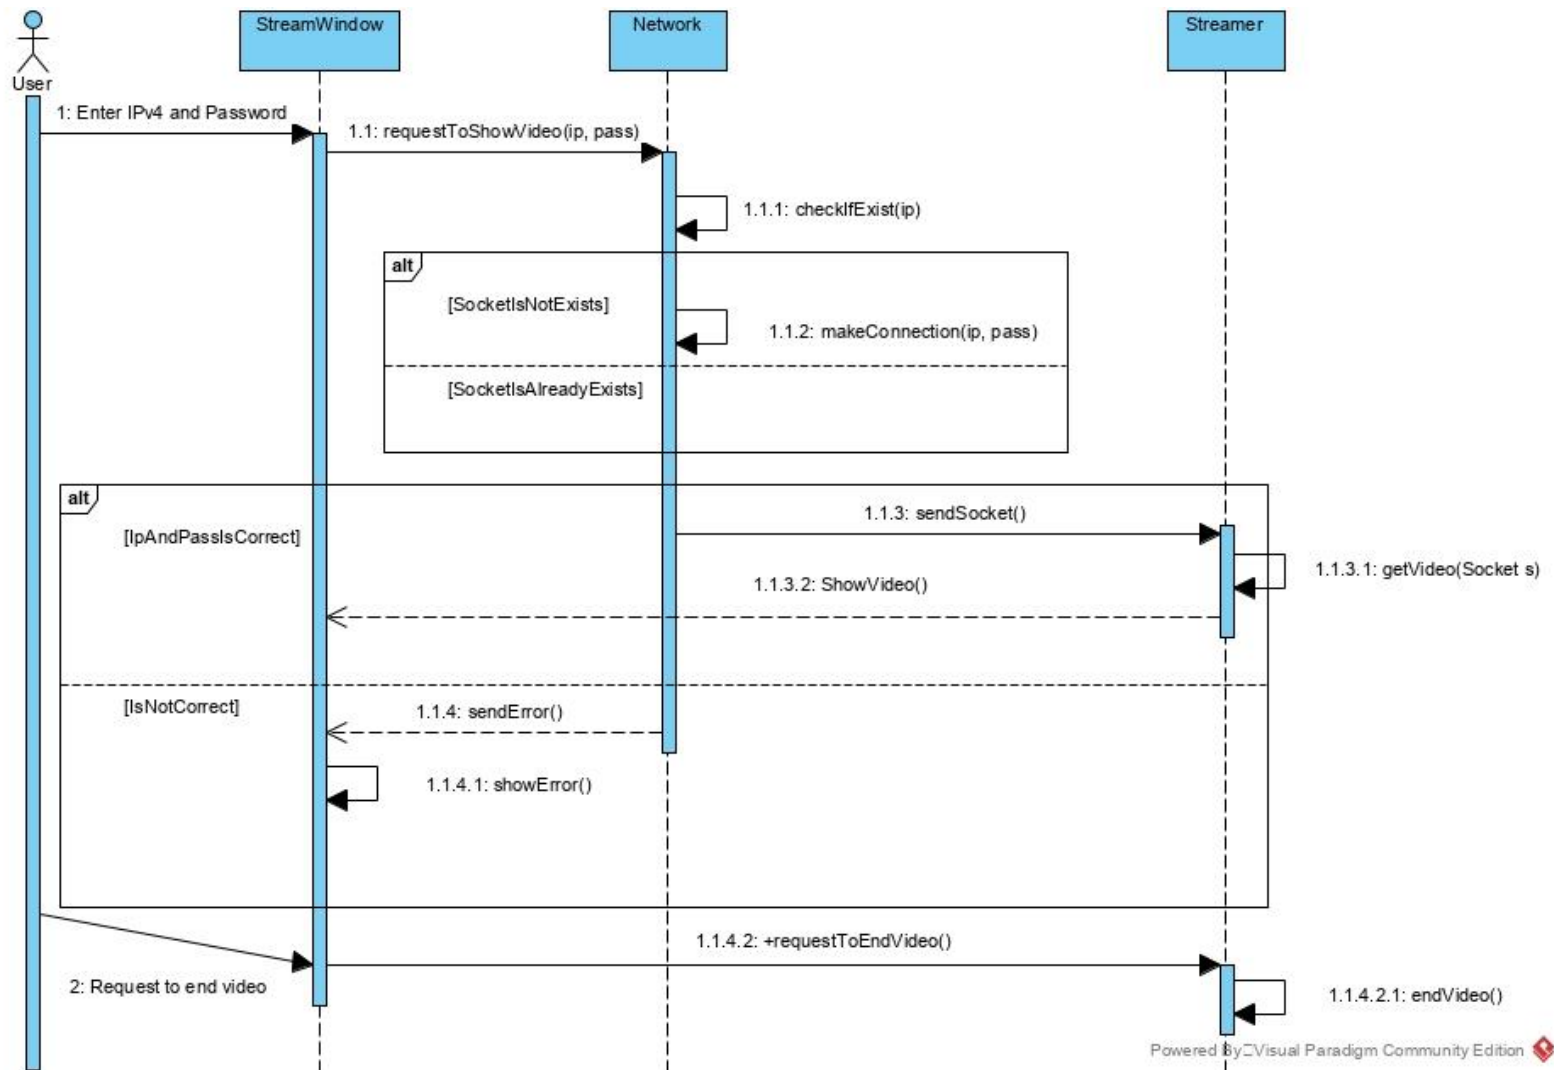 StreamWindow
Network
Streamer
User
1: Enter IPv4 and Password
1.1: requestToShowVideo(ip, pass)
1.1.1: checkIfExist(ip)
alt
[SocketIsNotExists]
1.1.2: makeConnection(ip, pass)
[SocketIsAlreadyExists]
alt
1.1.3: sendSocket()
[IpAndPassIsCorrect]
1.1.3.1: getVideo(Socket s)
1.1.3.2: ShowVideo()
[IsNotCorrect]
1.1.4: sendError()
1.1.4.1: showError()
1.1.4.2: +requestToEndVideo()
2: Request to end video
1.1.4.2.1: endVideo()
Powered By Visual Paradigm Community Edition